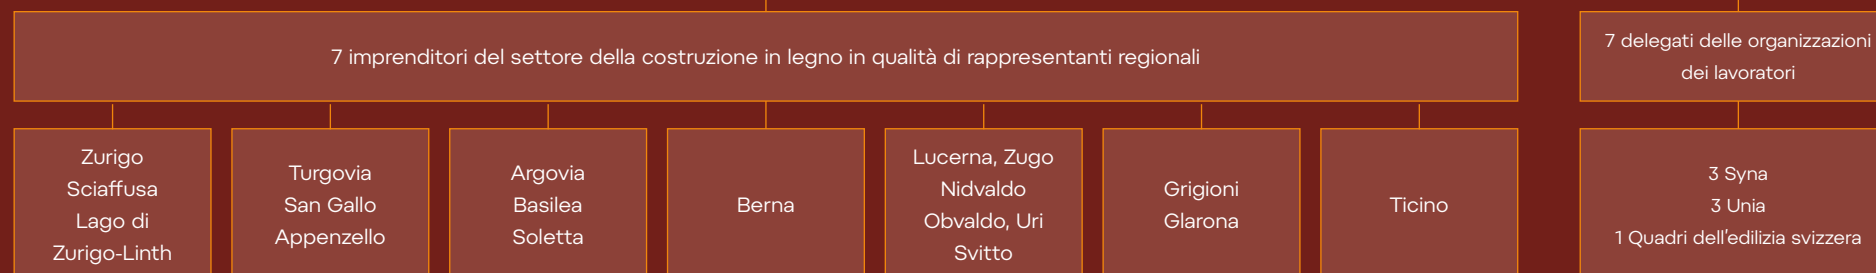 7 imprenditori del settore della costruzione in legno in qualità di rappresentanti regionali
7 delegati delle organizzazioni
dei lavoratori
Zurigo
Sciaffusa
Lago di
Zurigo-Linth
Turgovia
San Gallo
Appenzello
Argovia
Basilea
Soletta
Berna
Lucerna, Zugo
Nidvaldo
Obvaldo, Uri
Svitto
Grigioni
Glarona
Ticino
3 Syna
3 Unia
1 Quadri dell'edilizia svizzera